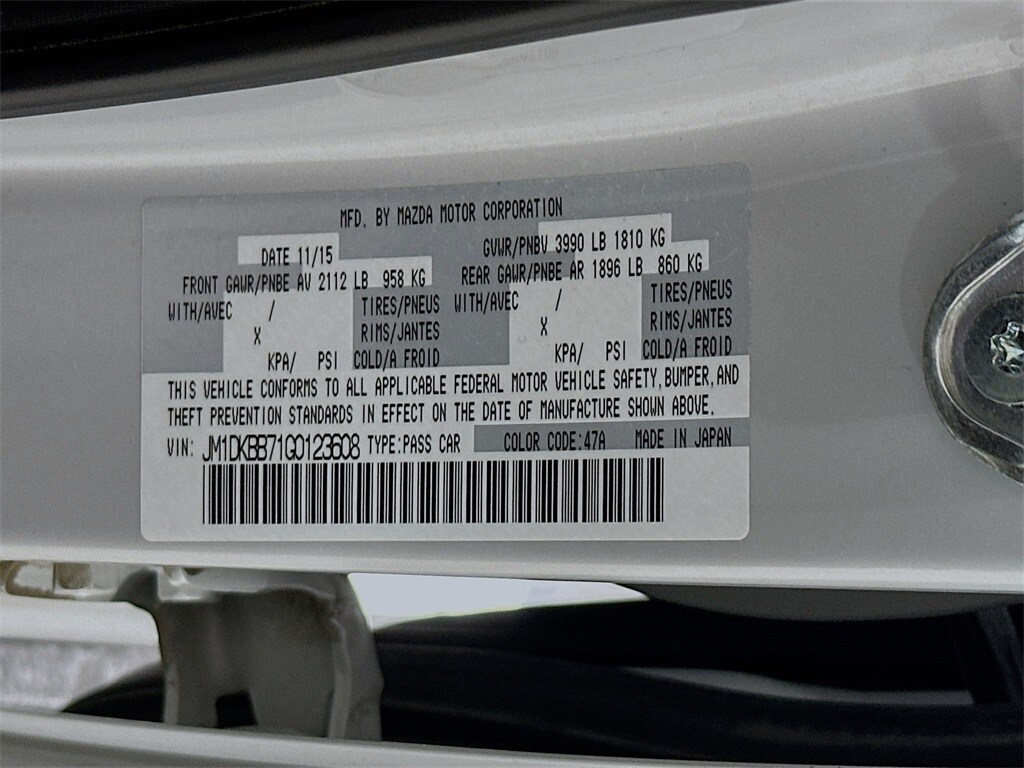 MFD. BY MAZDA MOTOR CORPORATION
DATE 11/15 GVWR/PNBV 3990 LB 1810 KG
FRONT GAWR/PNBE AV 2112 LB 958 KG REAR GAWR/PNBE AR 1896 LB 860 KG
WITH/AVEC / TIRES/PNEUS WITH/AVEC / TIRES/PNEUS
X RIMS/JANTES X RIMS/JANTES
KPA/ PSI COLD/A FROID KPA/ PSI COLD/A FROID
THIS VEHICLE CONFORMS TO ALL APPLICABLE FEDERAL MOTOR VEHICLE SAFETY,BUMPER,AND
THEFT PREVENTION STANDARDS IN EFFECT ON THE DATE OF MANUFACTURE SHOWN ABOVE.
VIN: JM1DKBB71G0123608 TYPE:PASS CAR COLOR CODE:47A MADE IN JAPAN